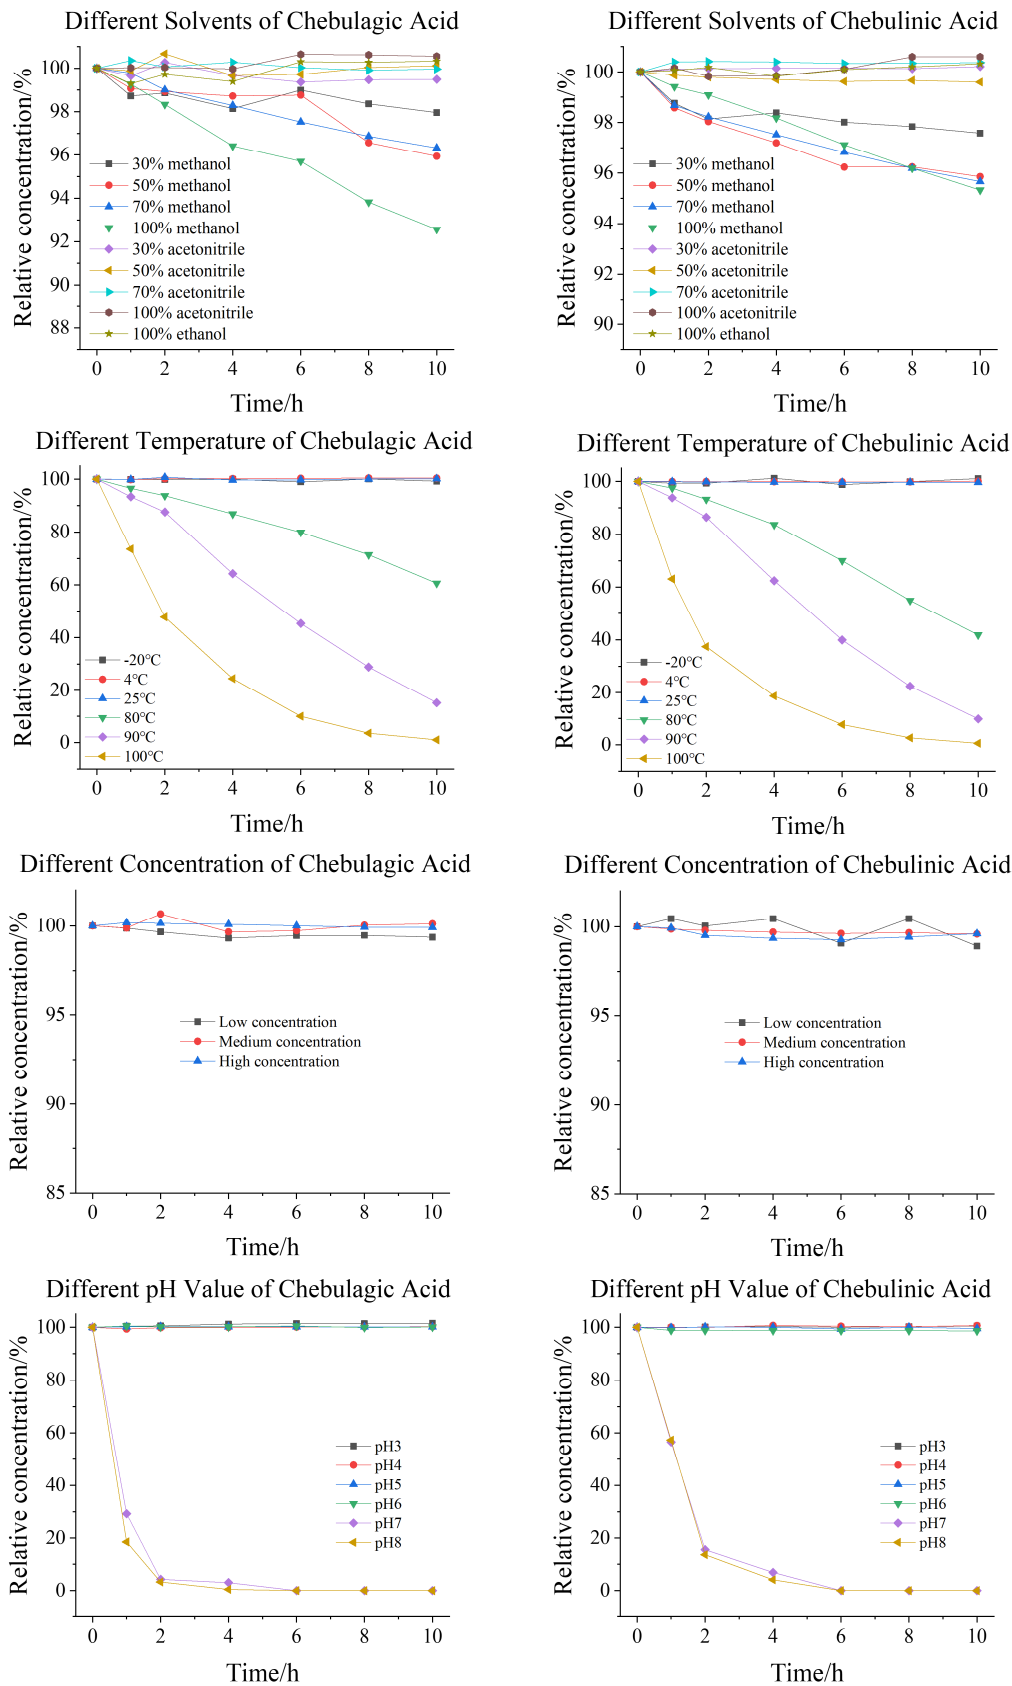 Different Solvents of Chebulagic Acid
Relative concentration/%
100
98
96
94
92
90
88
30% methanol
50% methanol
70% methanol
100% methanol
30% acetonitrile
50% acetonitrile
70% acetonitrile
100% acetonitrile
100% ethanol
0 2 4 6 8 10
Time/h
Different Solvents of Chebulinic Acid
Relative concentration/%
100
98
96
94
92
90
30% methanol
50% methanol
70% methanol
100% methanol
30% acetonitrile
50% acetonitrile
70% acetonitrile
100% acetonitrile
100% ethanol
0 2 4 6 8 10
Time/h
Different Temperature of Chebulagic Acid
Relative concentration/%
100
80
60
40
20
0
-20℃
4℃
25℃
80℃
90℃
100℃
0 2 4 6 8 10
Time/h
Different Temperature of Chebulinic Acid
Relative concentration/%
100
80
60
40
20
0
-20℃
4℃
25℃
80℃
90℃
100℃
0 2 4 6 8 10
Time/h
Different Concentration of Chebulagic Acid
Relative concentration/%
100
95
90
85
Low concentration
Medium concentration
High concentration
0 2 4 6 8 10
Time/h
Different Concentration of Chebulinic Acid
Relative concentration/%
100
95
90
85
Low concentration
Medium concentration
High concentration
0 2 4 6 8 10
Time/h
Different pH Value of Chebulagic Acid
Relative concentration/%
100
80
60
40
20
0
pH3
pH4
pH5
pH6
pH7
pH8
0 2 4 6 8 10
Time/h
Different pH Value of Chebulinic Acid
Relative concentration/%
100
80
60
40
20
0
pH3
pH4
pH5
pH6
pH7
pH8
0 2 4 6 8 10
Time/h